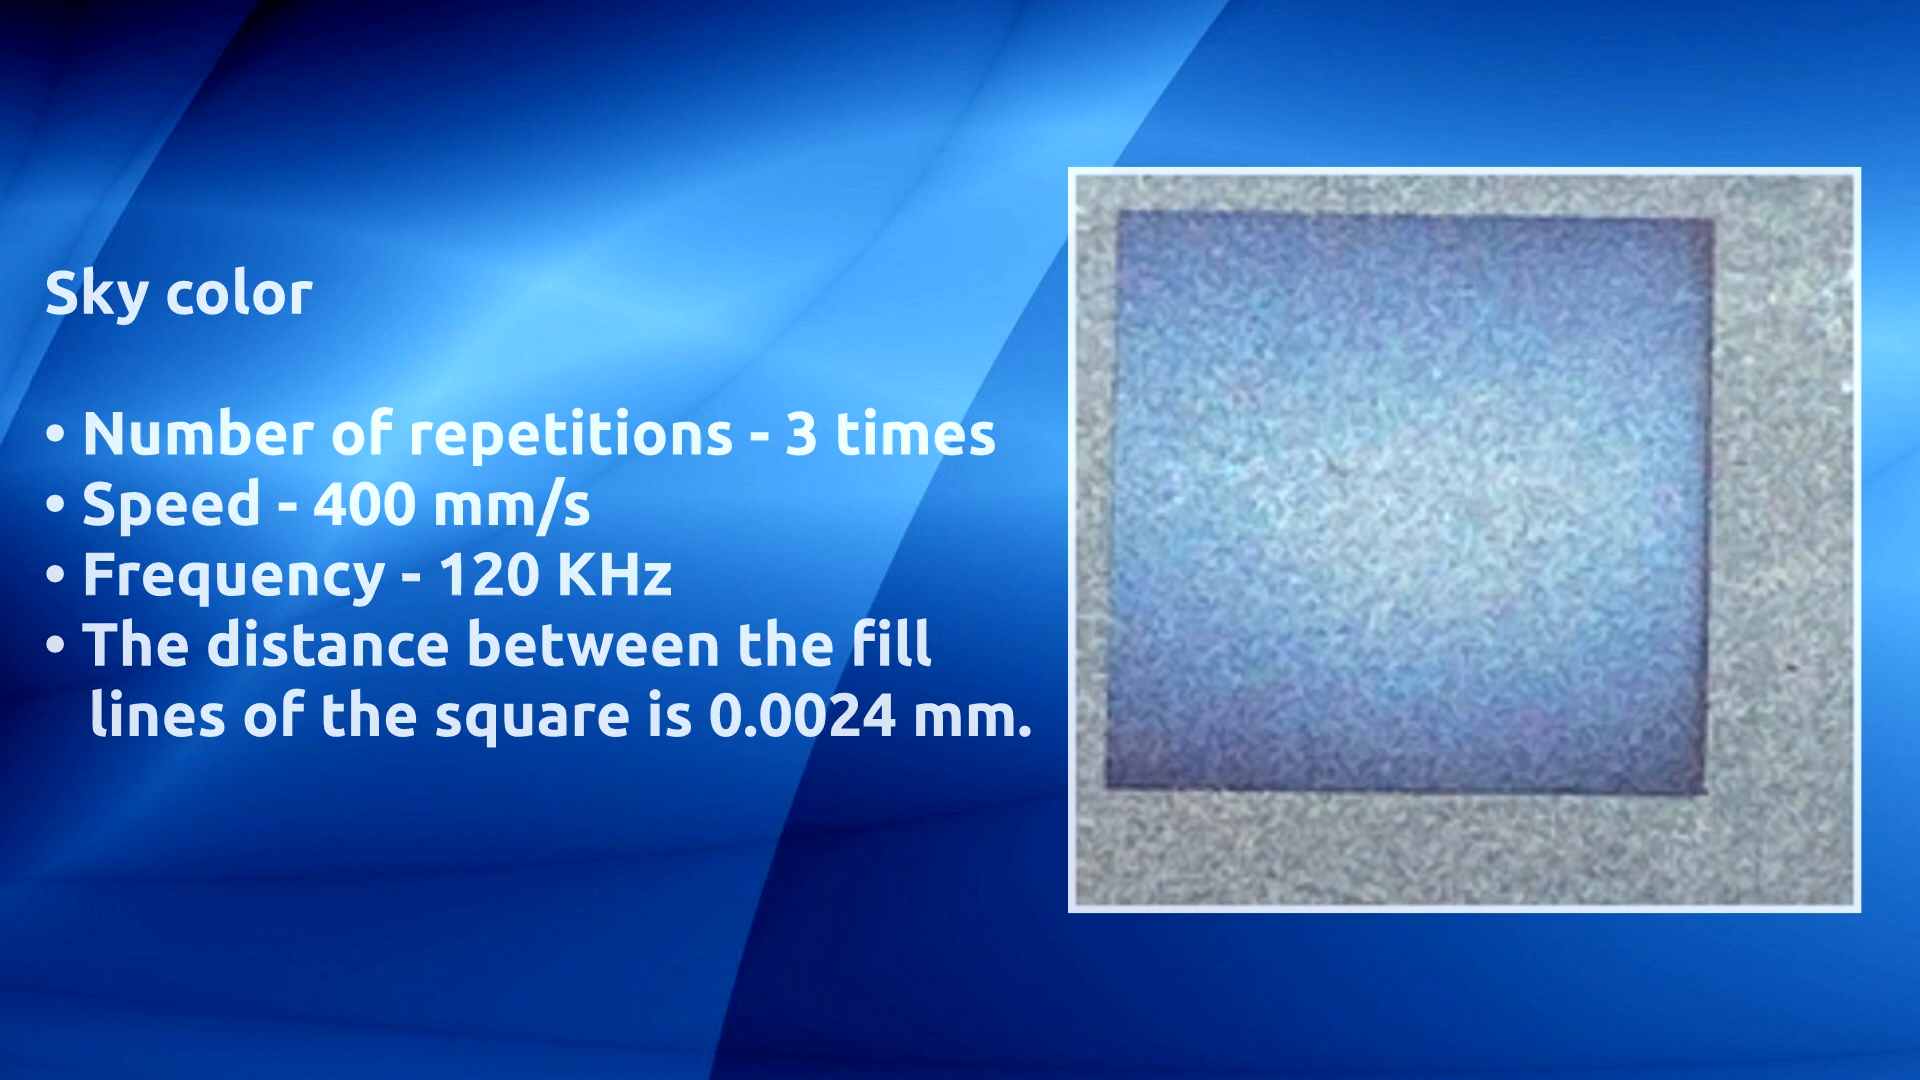 Sky color
• Number of repetitions - 3 times
• Speed - 400 mm/s
• Frequency - 120 KHz
• The distance between the fill
lines of the square is 0.0024 mm.